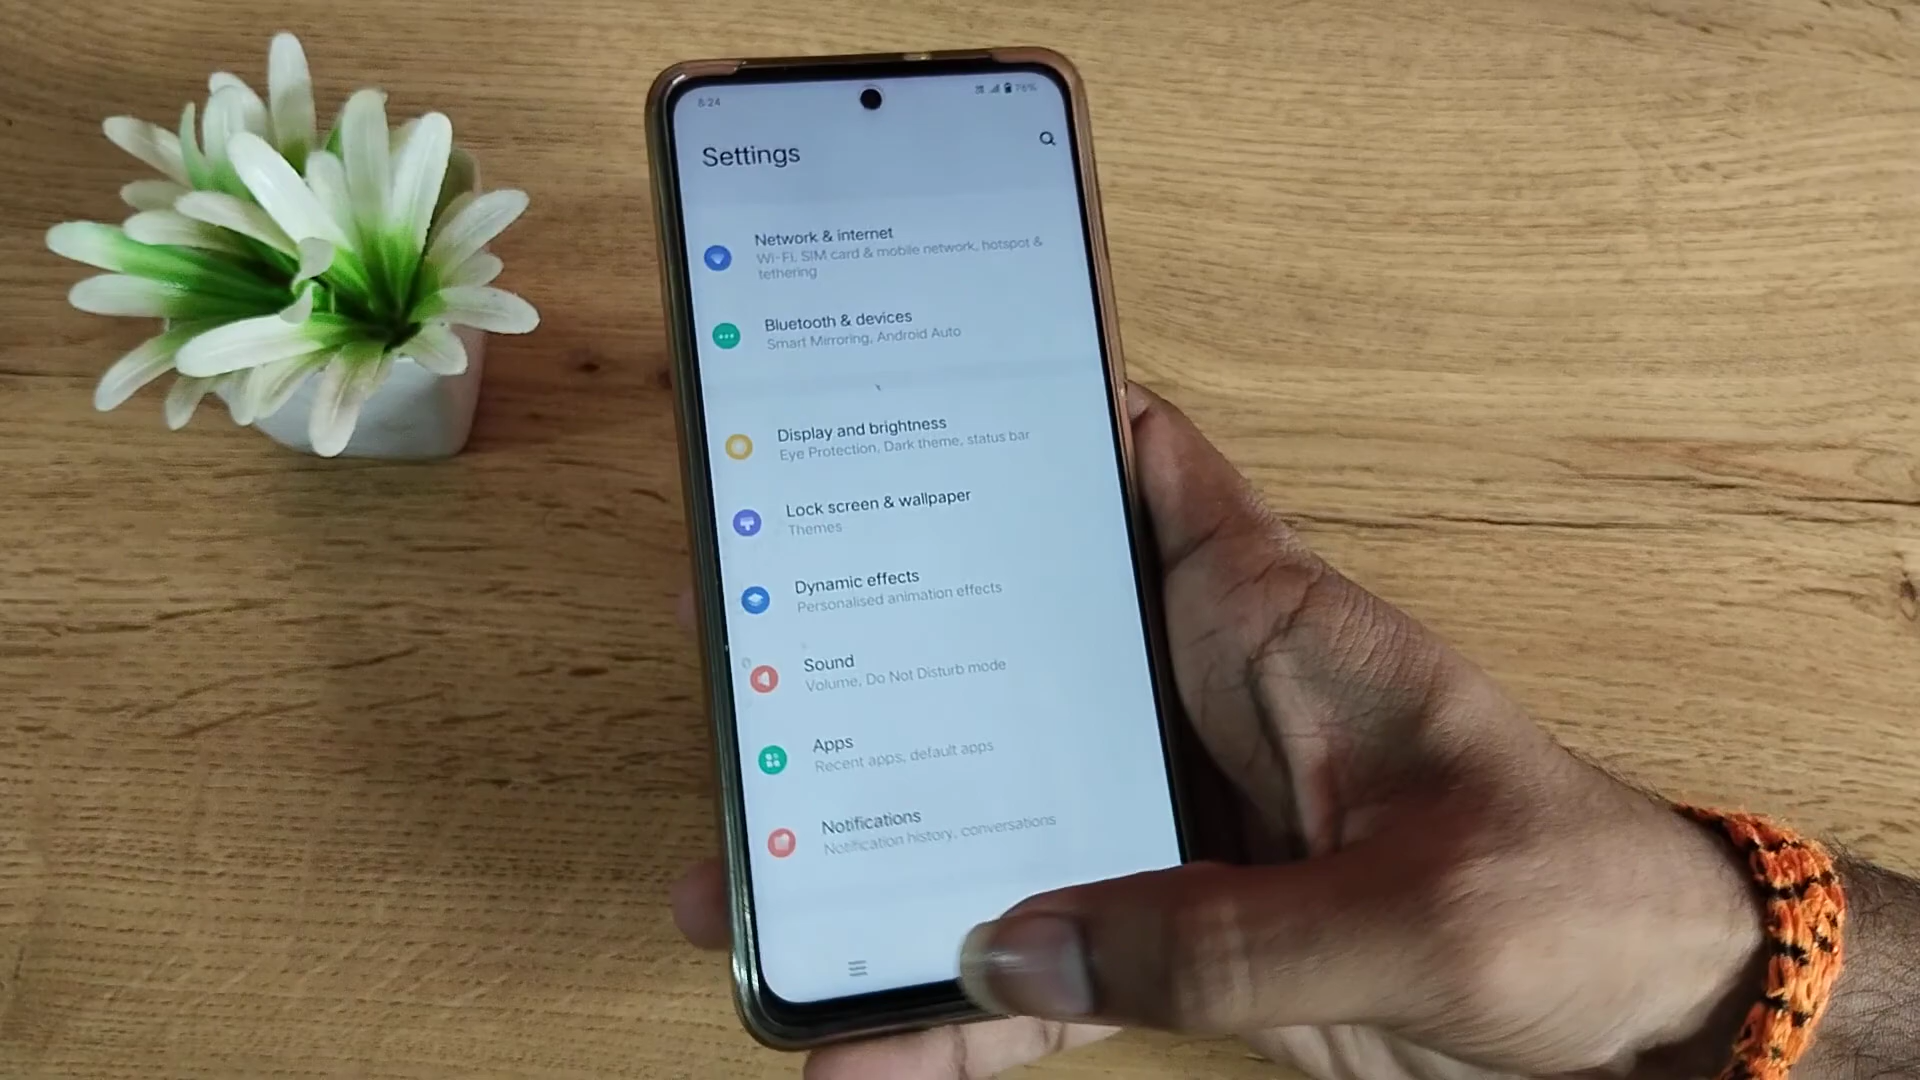 8:24
76%
Settings
Network & internet
Wi-Fi, SIM card & mobile network, hotspot &
tethering
Bluetooth & devices
Smart Mirroring, Android Auto
Display and brightness
Eye Protection, Dark theme, status bar
Lock screen & wallpaper
Themes
Dynamic effects
Personalised animation effects
Sound
Volume, Do Not Disturb mode
Apps
Recent apps, default apps
Notifications
Notification history, conversations